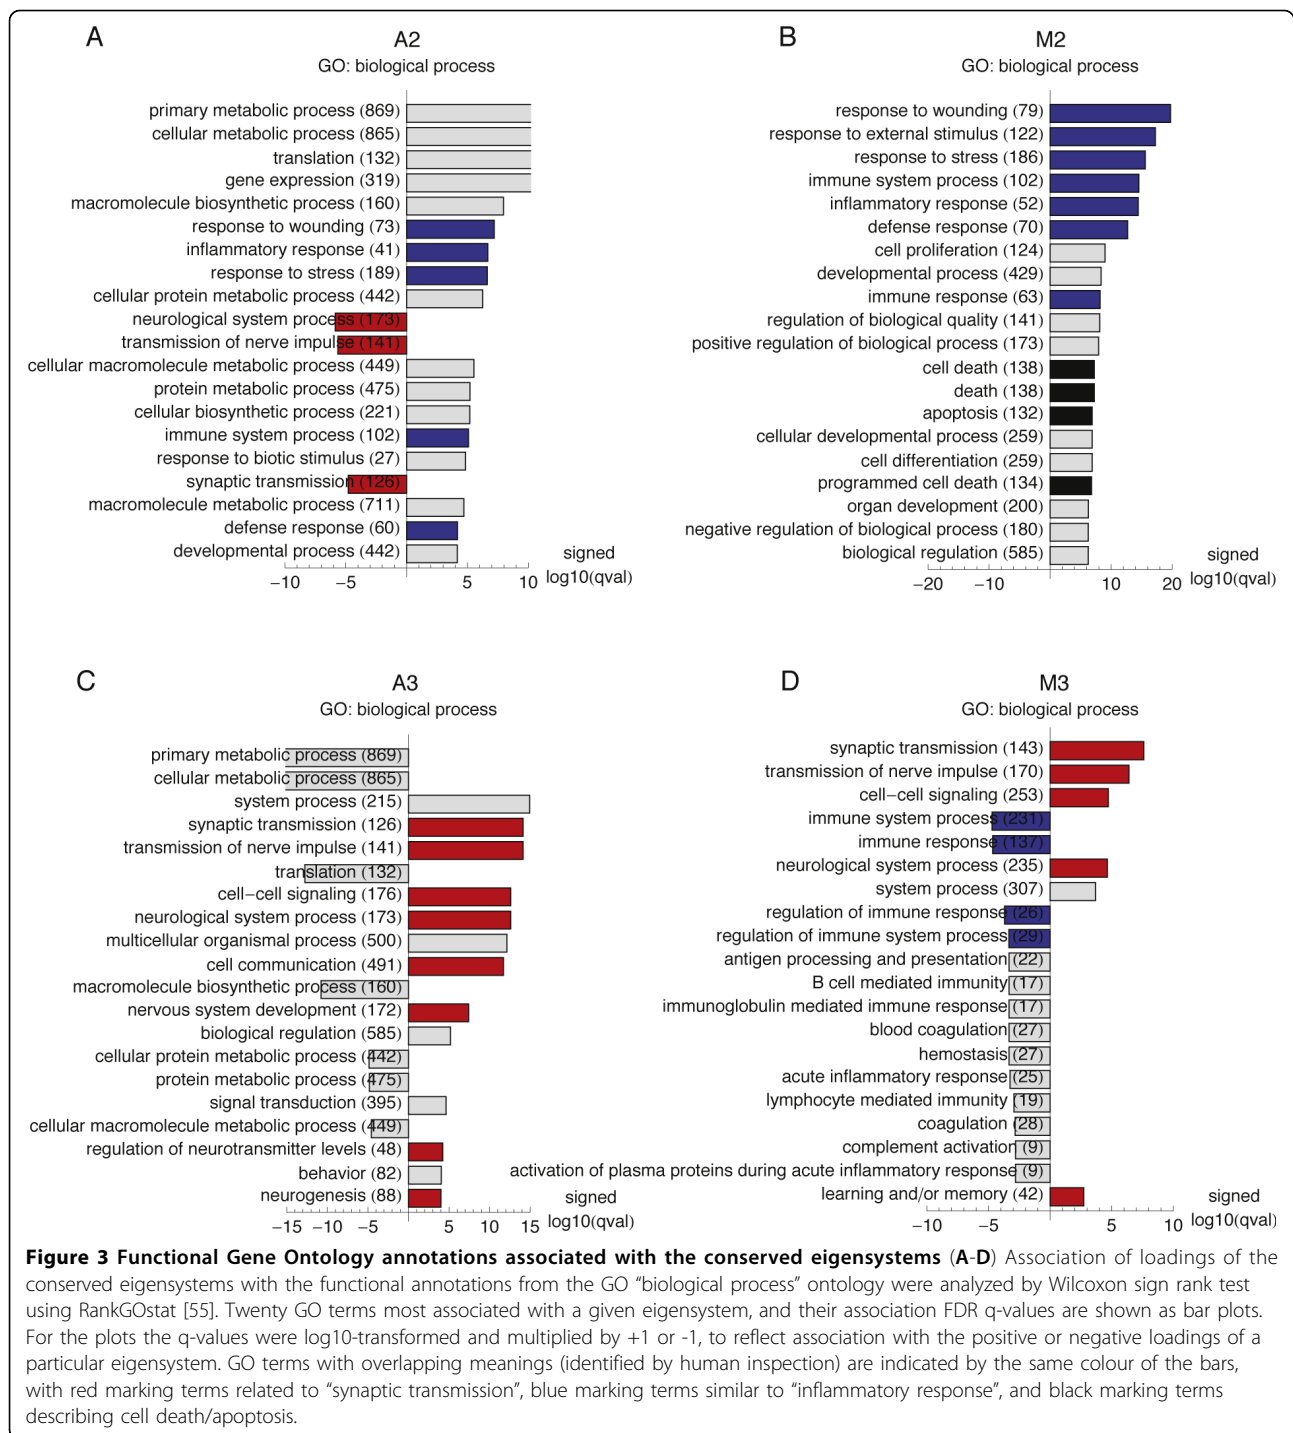 A
A2
GO: biological process
primary metabolic process (869)
cellular metabolic process (865)
translation (132)
gene expression (319)
macromolecule biosynthetic process (160)
response to wounding (73)
inflammatory response (41)
response to stress (189)
cellular protein metabolic process (442)
neurological system process (173)
transmission of nerve impulse (141)
cellular macromolecule metabolic process (449)
protein metabolic process (475)
cellular biosynthetic process (221)
immune system process (102)
response to biotic stimulus (27)
synaptic transmission (126)
macromolecule metabolic process (711)
defense response (60)
developmental process (442)
−10 −5 5 10
signed
log10(qval)
B
M2
GO: biological process
response to wounding (79)
response to external stimulus (122)
response to stress (186)
immune system process (102)
inflammatory response (52)
defense response (70)
cell proliferation (124)
developmental process (429)
immune response (63)
regulation of biological quality (141)
positive regulation of biological process (173)
cell death (138)
death (138)
apoptosis (132)
cellular developmental process (259)
cell differentiation (259)
programmed cell death (134)
organ development (200)
negative regulation of biological process (180)
biological regulation (585)
−20 −10 10 20
signed
log10(qval)
C
A3
GO: biological process
primary metabolic process (869)
cellular metabolic process (865)
system process (215)
synaptic transmission (126)
transmission of nerve impulse (141)
translation (132)
cell−cell signaling (176)
neurological system process (173)
multicellular organismal process (500)
cell communication (491)
macromolecule biosynthetic process (160)
nervous system development (172)
biological regulation (585)
cellular protein metabolic process (442)
protein metabolic process (475)
signal transduction (395)
cellular macromolecule metabolic process (449)
regulation of neurotransmitter levels (48)
behavior (82)
neurogenesis (88)
−15 −10 −5 5 10 15
signed
log10(qval)
D
M3
GO: biological process
synaptic transmission (143)
transmission of nerve impulse (170)
cell−cell signaling (253)
immune system process (231)
immune response (137)
neurological system process (235)
system process (307)
regulation of immune response (26)
regulation of immune system process (29)
antigen processing and presentation (22)
B cell mediated immunity (17)
immunoglobulin mediated immune response (17)
blood coagulation (27)
hemostasis (27)
acute inflammatory response (25)
lymphocyte mediated immunity (19)
coagulation (28)
complement activation (9)
activation of plasma proteins during acute inflammatory response (9)
learning and/or memory (42)
−10 −5 5 10
signed
log10(qval)
Figure 3 Functional Gene Ontology annotations associated with the conserved eigensystems (A-D) Association of loadings of the
conserved eigensystems with the functional annotations from the GO “biological process” ontology were analyzed by Wilcoxon sign rank test
using RankGOstat [55]. Twenty GO terms most associated with a given eigensystem, and their association FDR q-values are shown as bar plots.
For the plots the q-values were log10-transformed and multiplied by +1 or -1, to reflect association with the positive or negative loadings of a
particular eigensystem. GO terms with overlapping meanings (identified by human inspection) are indicated by the same colour of the bars,
with red marking terms related to “synaptic transmission”, blue marking terms similar to “inflammatory response”, and black marking terms
describing cell death/apoptosis.